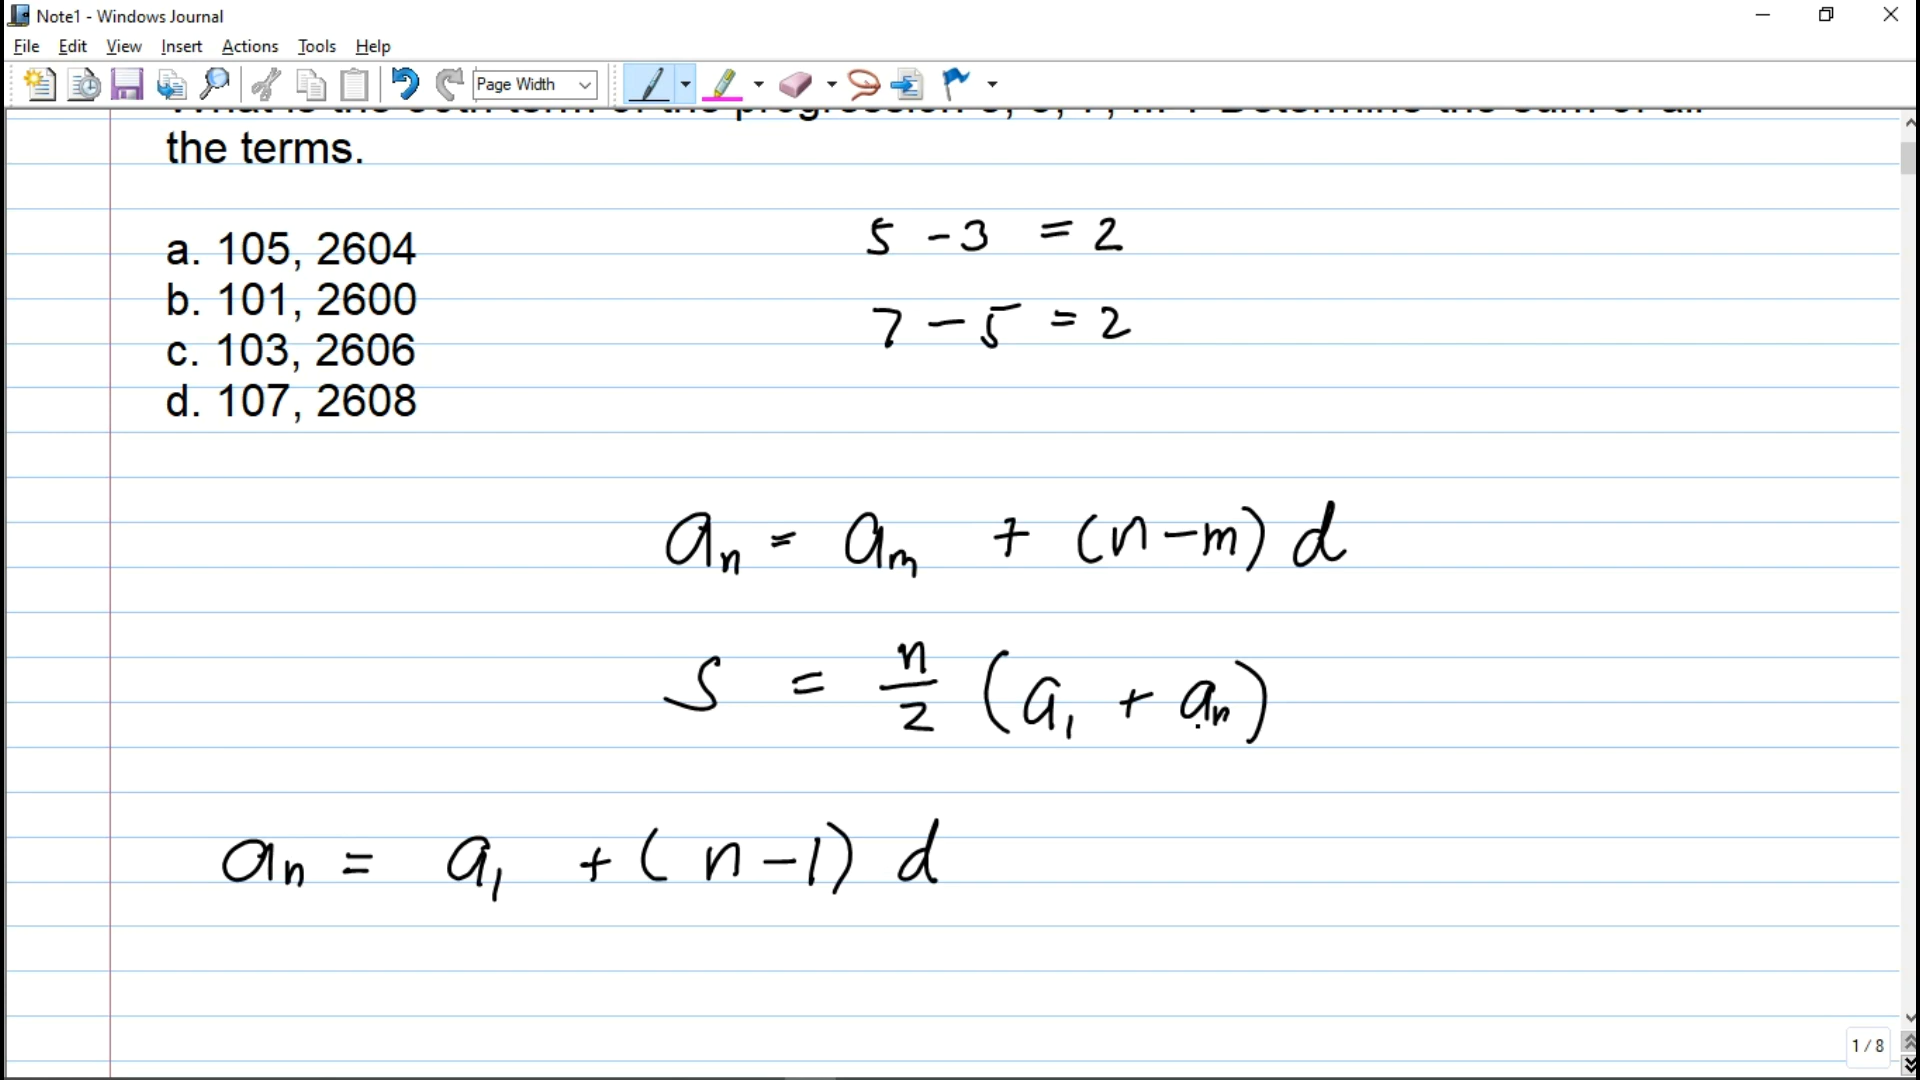 Note1 - Windows Journal
File Edit View Insert Actions Tools Help
Page Width
the terms.
a. 105, 2604
b. 101, 2600
c. 103, 2606
d. 107, 2608
5 - 3 = 2
7 - 5 = 2
aₙ = aₘ + (n-m) d
S = n/2 (a₁ + aₙ)
aₙ = a₁ + (n-1) d
1 / 8